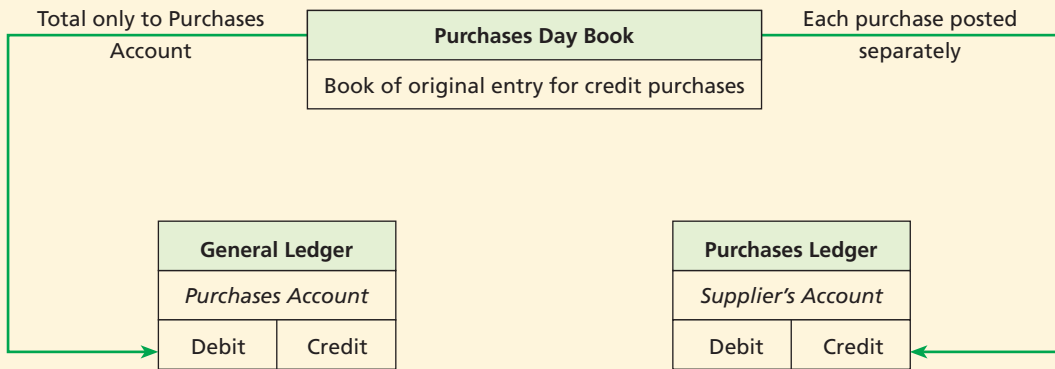 Total only to Purchases
Account
Purchases Day Book
Book of original entry for credit purchases
Each purchase posted
separately
General Ledger
Purchases Account
Debit Credit
Purchases Ledger
Supplier's Account
Debit Credit